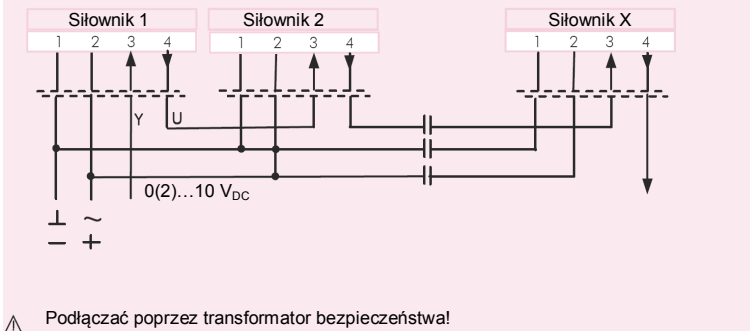 Siłownik 1 Siłownik 2 Siłownik X
1 2 3 4 1 2 3 4 1 2 3 4
Y U
0(2)…10 V_DC
⊥ ~
− +
⚠ Podłączać poprzez transformator bezpieczeństwa!